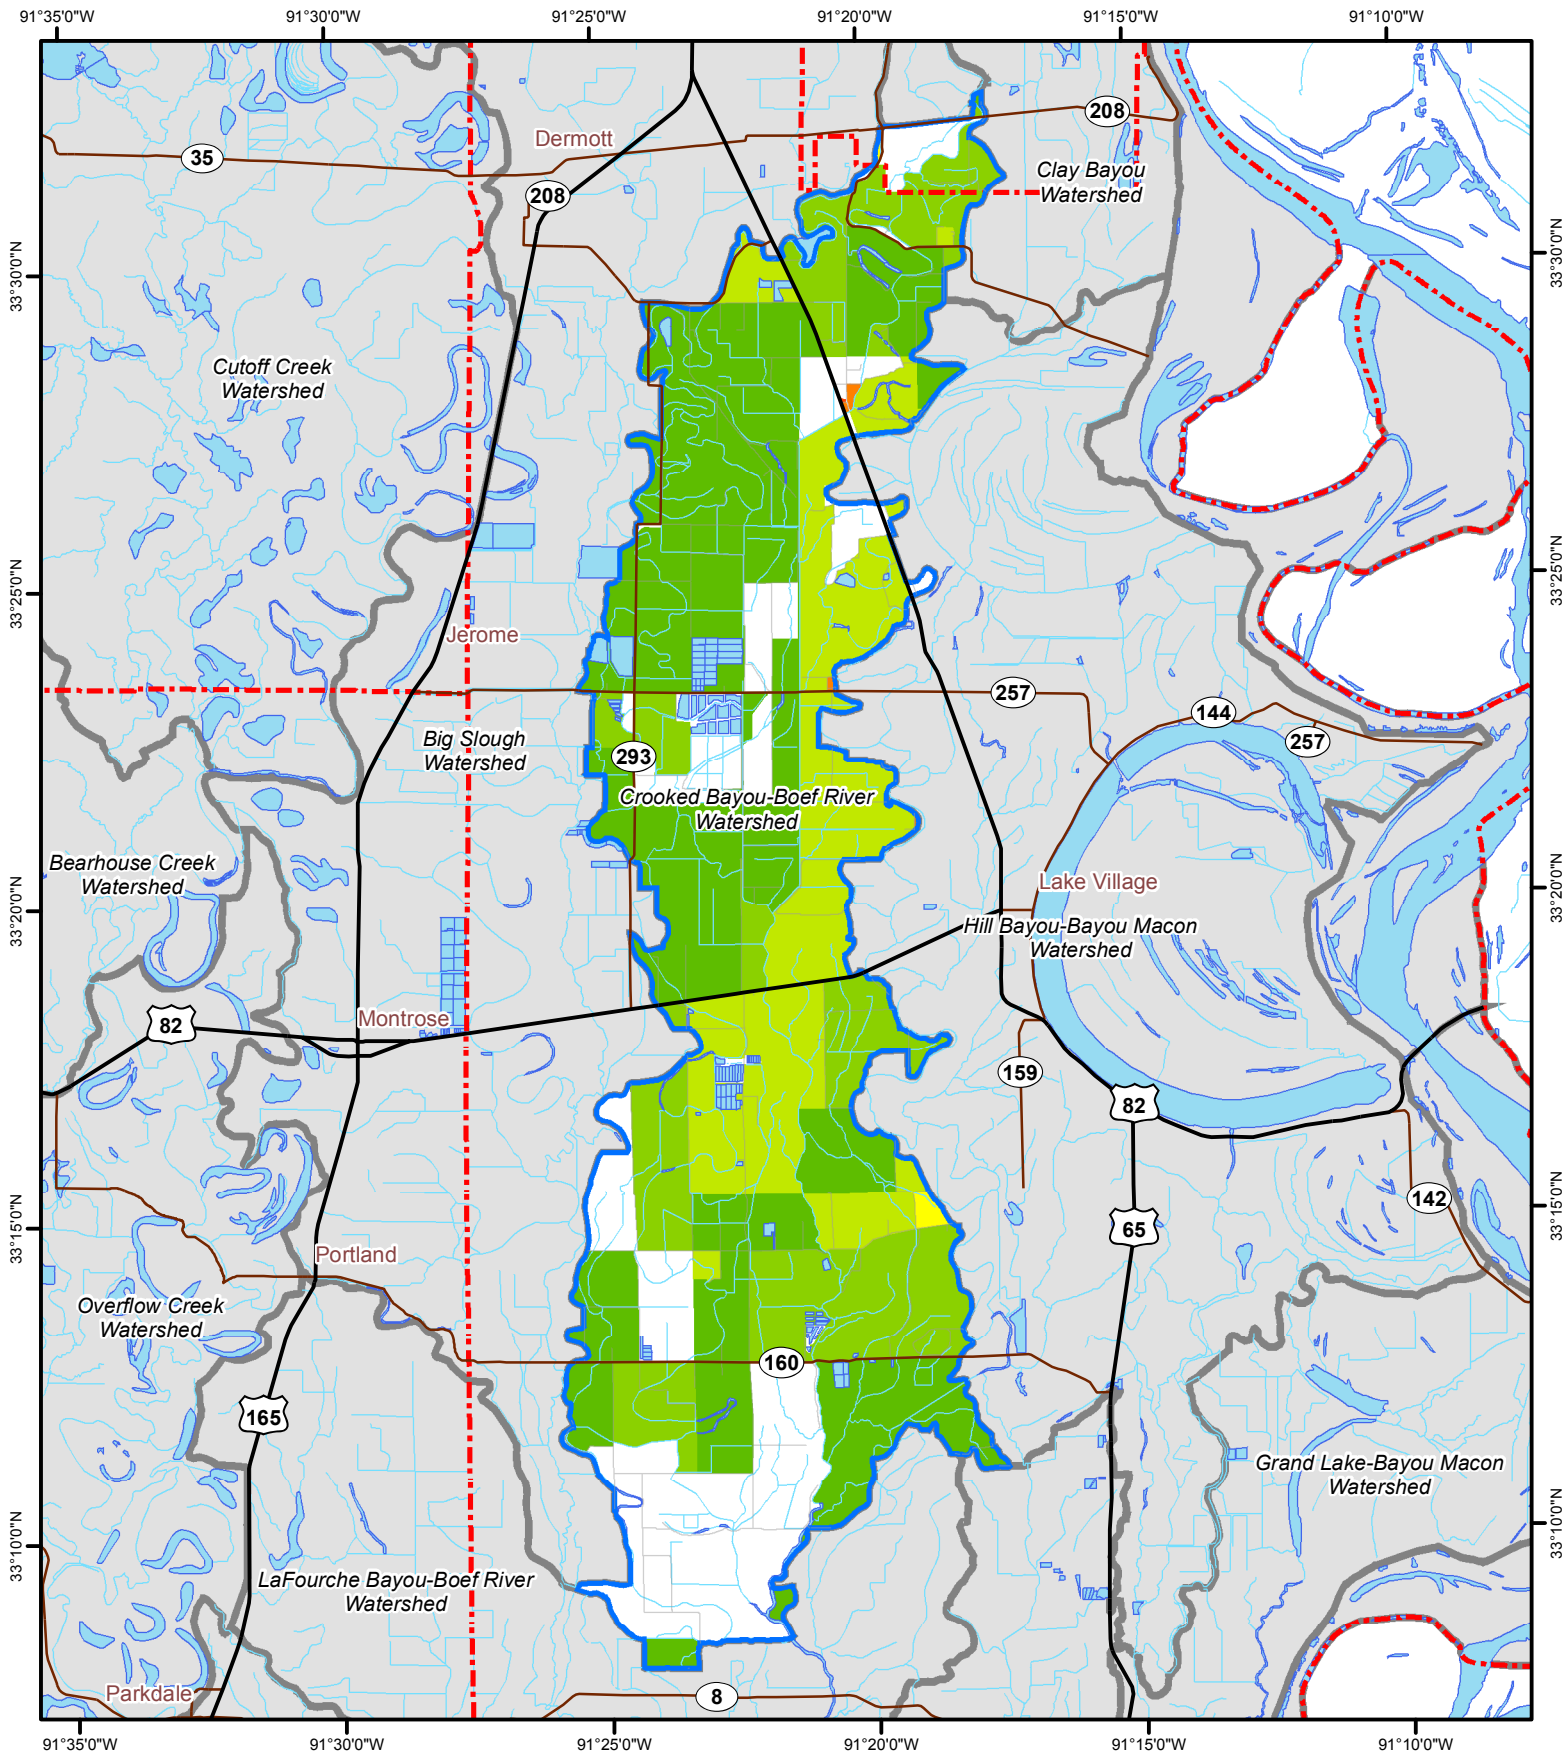 91°35'0"W
91°30'0"W
91°25'0"W
91°20'0"W
91°15'0"W
91°10'0"W
208
35
Dermott
Clay Bayou
Watershed
208
33°30'0"N
33°30'0"N
Cutoff Creek
Watershed
33°25'0"N
33°25'0"N
Jerome
257
144
257
Big Slough
Watershed
293
Crooked Bayou-Boef River
Watershed
Bearhouse Creek
Watershed
Lake Village
33°20'0"N
33°20'0"N
Hill Bayou-Bayou Macon
Watershed
82
Montrose
159
82
142
33°15'0"N
33°15'0"N
65
Portland
Overflow Creek
Watershed
160
165
Grand Lake-Bayou Macon
Watershed
33°10'0"N
33°10'0"N
LaFourche Bayou-Boef River
Watershed
Parkdale
8
91°35'0"W
91°30'0"W
91°25'0"W
91°20'0"W
91°15'0"W
91°10'0"W